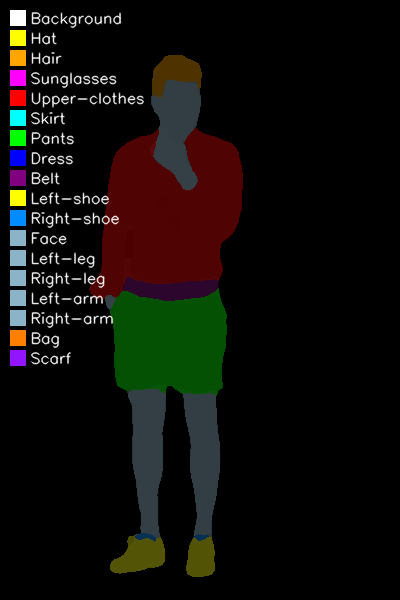 Background
Hat
Hair
Sunglasses
Upper-clothes
Skirt
Pants
Dress
Belt
Left-shoe
Right-shoe
Face
Left-leg
Right-leg
Left-arm
Right-arm
Bag
Scarf